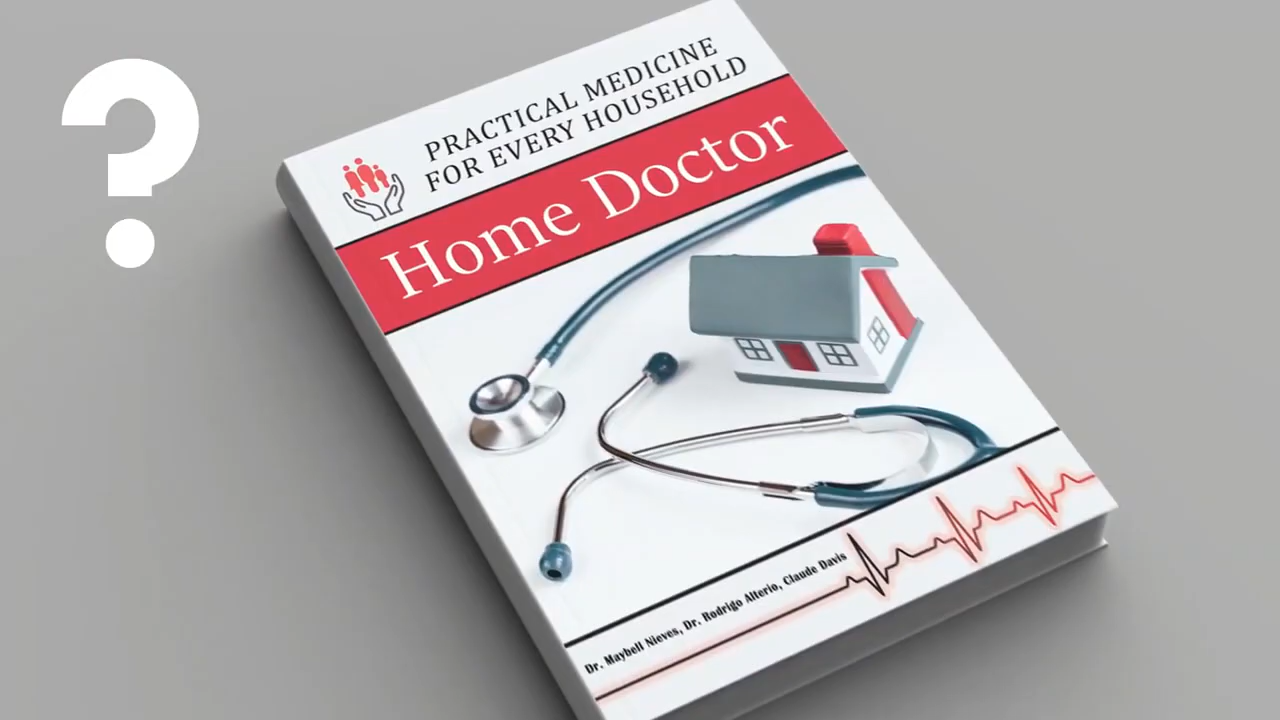 ?
PRACTICAL MEDICINE
FOR EVERY HOUSEHOLD
Home Doctor
Dr. Maybell Nieves, Dr. Rodrigo Alterio, Claude Davis